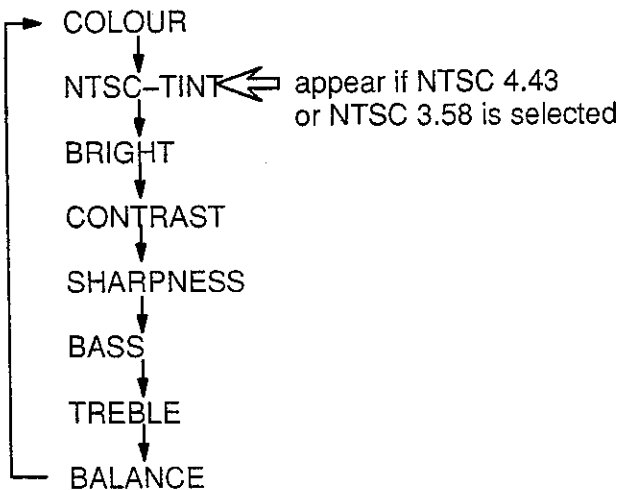 COLOUR
NTSC–TINT
appear if NTSC 4.43
or NTSC 3.58 is selected
BRIGHT
CONTRAST
SHARPNESS
BASS
TREBLE
BALANCE